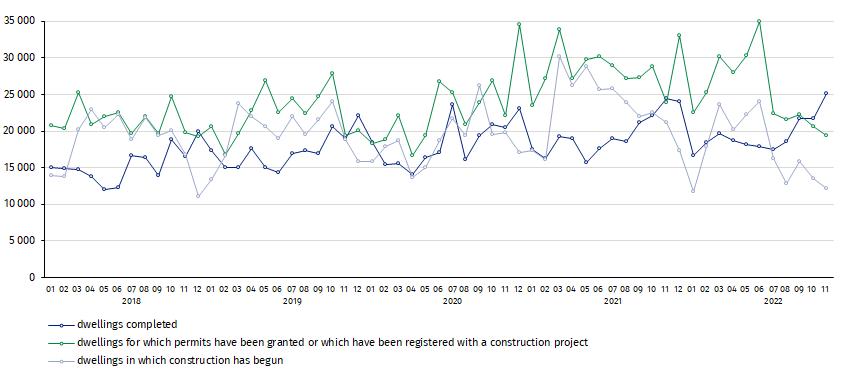 35 000
30 000
25 000
20 000
15 000
10 000
5 000
0
01 02 03 04 05 06 07 08 09 10 11 12 01 02 03 04 05 06 07 08 09 10 11 12 01 02 03 04 05 06 07 08 09 10 11 12 01 02 03 04 05 06 07 08 09 10 11 12 01 02 03 04 05 06 07 08 09 10 11
2018 2019 2020 2021 2022
dwellings completed
dwellings for which permits have been granted or which have been registered with a construction project
dwellings in which construction has begun